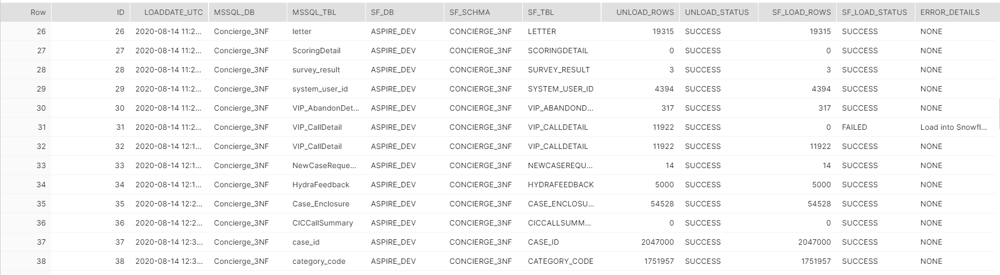 Row ID LOADDATE_UTC MSSQL_DB MSSQL_TBL SF_DB SF_SCHMA SF_TBL UNLOAD_ROWS UNLOAD_STATUS SF_LOAD_ROWS SF_LOAD_STATUS ERROR_DETAILS
26 26 2020-08-14 11:2... Concierge_3NF letter ASPIRE_DEV CONCIERGE_3NF LETTER 19315 SUCCESS 19315 SUCCESS NONE
27 27 2020-08-14 11:2... Concierge_3NF ScoringDetail ASPIRE_DEV CONCIERGE_3NF SCORINGDETAIL 0 SUCCESS 0 SUCCESS NONE
28 28 2020-08-14 11:2... Concierge_3NF survey_result ASPIRE_DEV CONCIERGE_3NF SURVEY_RESULT 3 SUCCESS 3 SUCCESS NONE
29 29 2020-08-14 11:2... Concierge_3NF system_user_id ASPIRE_DEV CONCIERGE_3NF SYSTEM_USER_ID 4394 SUCCESS 4394 SUCCESS NONE
30 30 2020-08-14 11:2... Concierge_3NF VIP_AbandonDet... ASPIRE_DEV CONCIERGE_3NF VIP_ABANDOND... 317 SUCCESS 317 SUCCESS NONE
31 31 2020-08-14 11:2... Concierge_3NF VIP_CallDetail ASPIRE_DEV CONCIERGE_3NF VIP_CALLDETAIL 11922 SUCCESS 0 FAILED Load into Snowfl...
32 32 2020-08-14 12:1... Concierge_3NF VIP_CallDetail ASPIRE_DEV CONCIERGE_3NF VIP_CALLDETAIL 11922 SUCCESS 11922 SUCCESS NONE
33 33 2020-08-14 12:1... Concierge_3NF NewCaseReque... ASPIRE_DEV CONCIERGE_3NF NEWCASEREQU... 14 SUCCESS 14 SUCCESS NONE
34 34 2020-08-14 12:1... Concierge_3NF HydraFeedback ASPIRE_DEV CONCIERGE_3NF HYDRAFEEDBACK 5000 SUCCESS 5000 SUCCESS NONE
35 35 2020-08-14 12:2... Concierge_3NF Case_Enclosure ASPIRE_DEV CONCIERGE_3NF CASE_ENCLOSU... 54528 SUCCESS 54528 SUCCESS NONE
36 36 2020-08-14 12:2... Concierge_3NF CICCallSummary ASPIRE_DEV CONCIERGE_3NF CICCALLSUMM... 0 SUCCESS 0 SUCCESS NONE
37 37 2020-08-14 12:3... Concierge_3NF case_id ASPIRE_DEV CONCIERGE_3NF CASE_ID 2047000 SUCCESS 2047000 SUCCESS NONE
38 38 2020-08-14 12:3... Concierge_3NF category_code ASPIRE_DEV CONCIERGE_3NF CATEGORY_CODE 1751957 SUCCESS 1751957 SUCCESS NONE